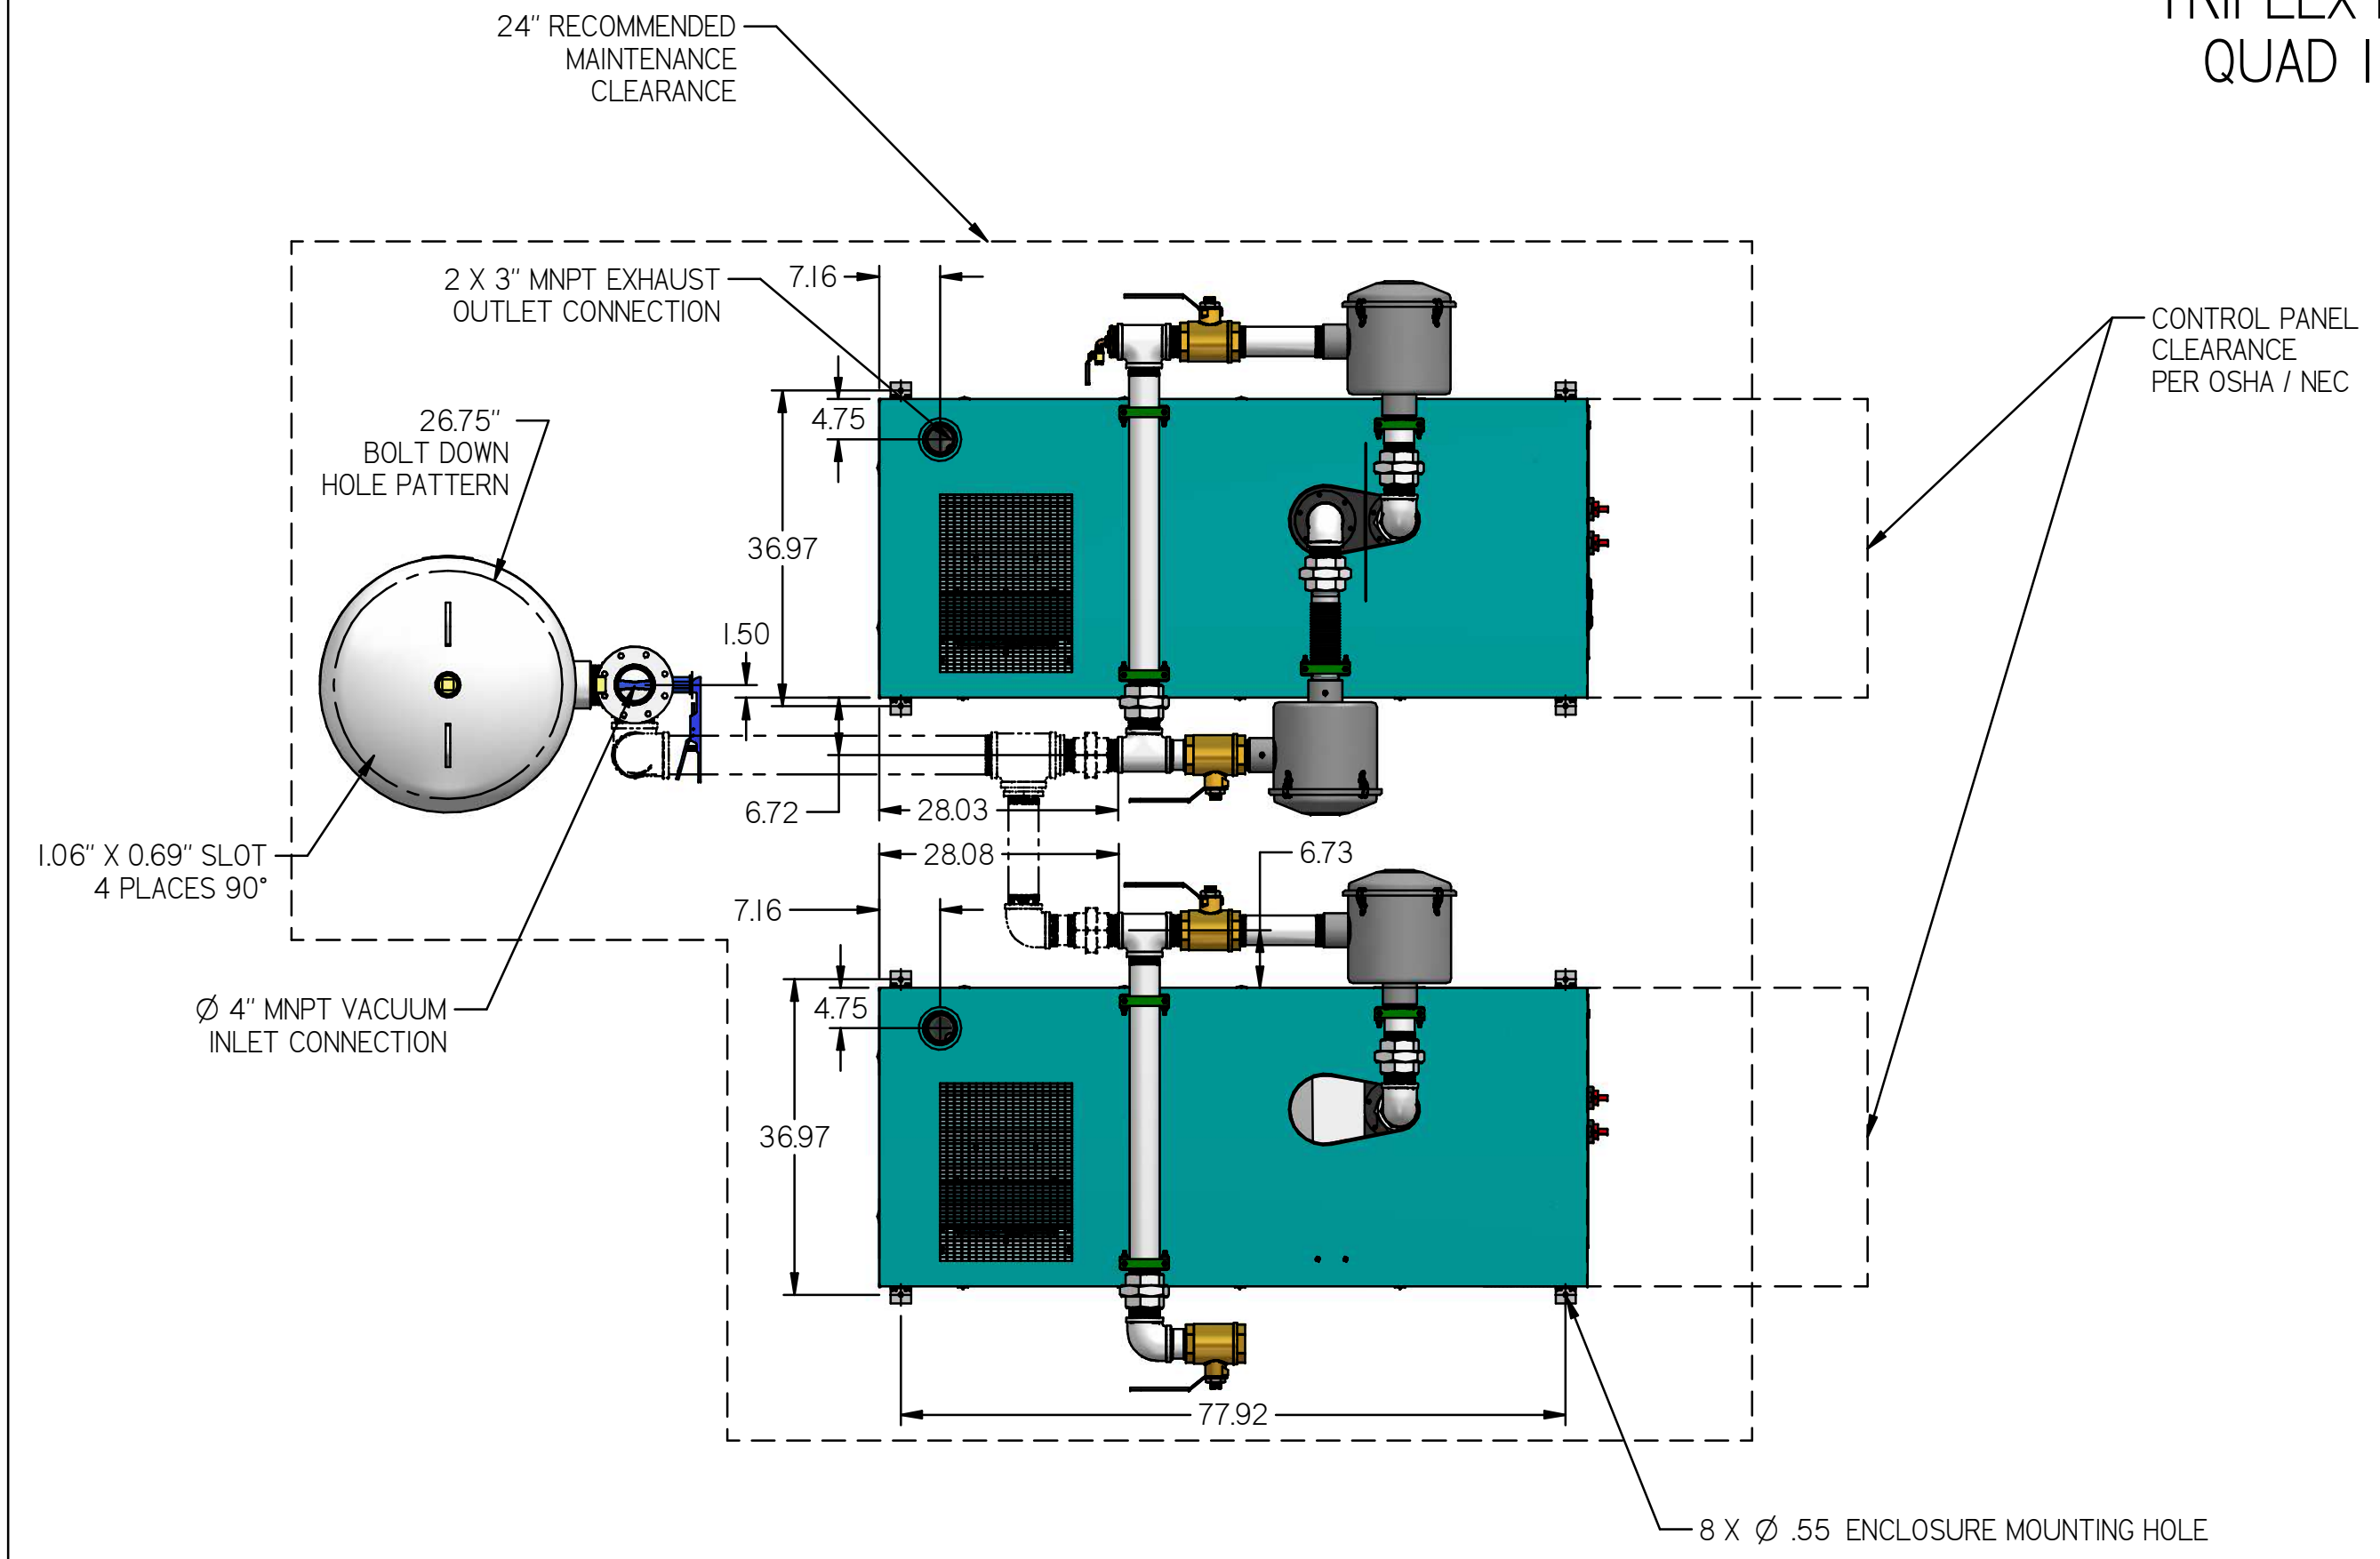 QUAD
24" RECOMMENDED
MAINTENANCE
CLEARANCE
2 X 3" MNPT EXHAUST
OUTLET CONNECTION
7.16
CONTROL PANEL
CLEARANCE
PER OSHA / NEC
4.75
26.75"
BOLT DOWN
HOLE PATTERN
36.97
1.50
6.72
28.03
28.08
6.73
1.06" X 0.69" SLOT
4 PLACES 90°
7.16
4.75
Ø 4" MNPT VACUUM
INLET CONNECTION
36.97
77.92
8 X Ø .55 ENCLOSURE MOUNTING HOLE